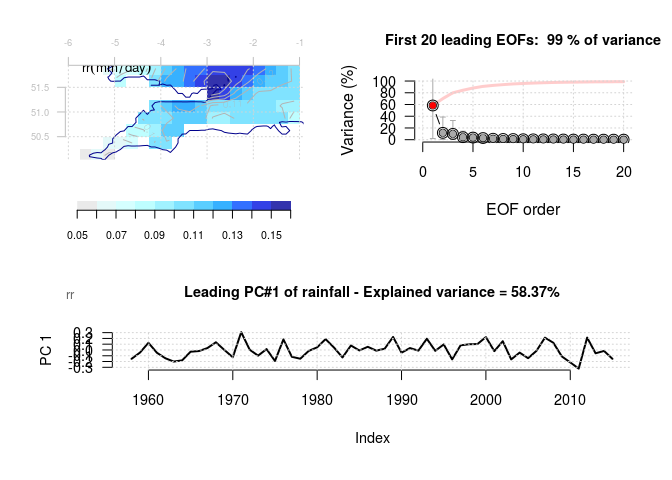 First 20 leading EOFs: 99 % of variance
-6 -5 -4 -3 -2 -1
rr(mm/day)
51.5
51.0
50.5
0.05 0.07 0.09 0.11 0.13 0.15
Variance (%)
100
80
60
40
20
0
0 5 10 15 20
EOF order
rr
Leading PC#1 of rainfall - Explained variance = 58.37%
PC 1
0.3
-0.3
1960 1970 1980 1990 2000 2010
Index